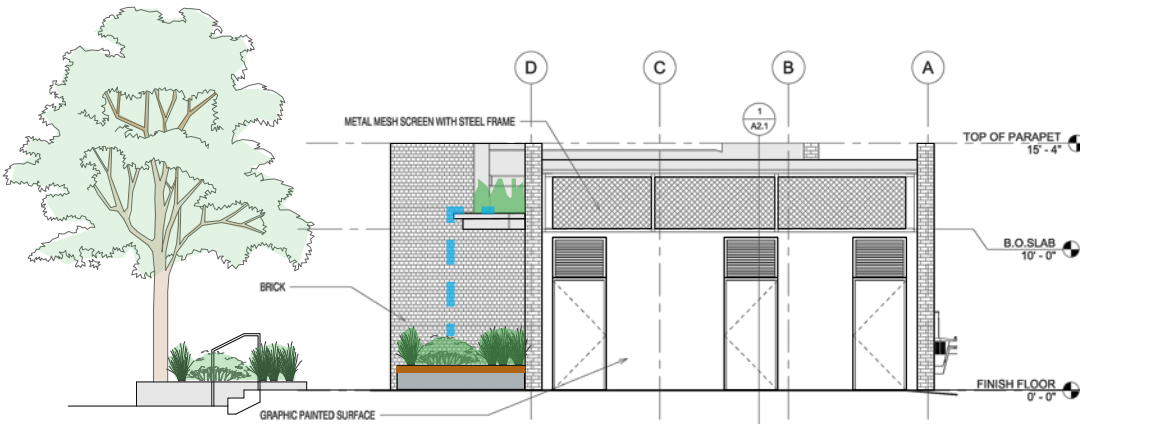 D
C
B
A
1
A2.1
METAL MESH SCREEN WITH STEEL FRAME
TOP OF PARAPET
15' - 4"
B.O.SLAB
10' - 0"
BRICK
FINISH FLOOR
0' - 0"
GRAPHIC PAINTED SURFACE